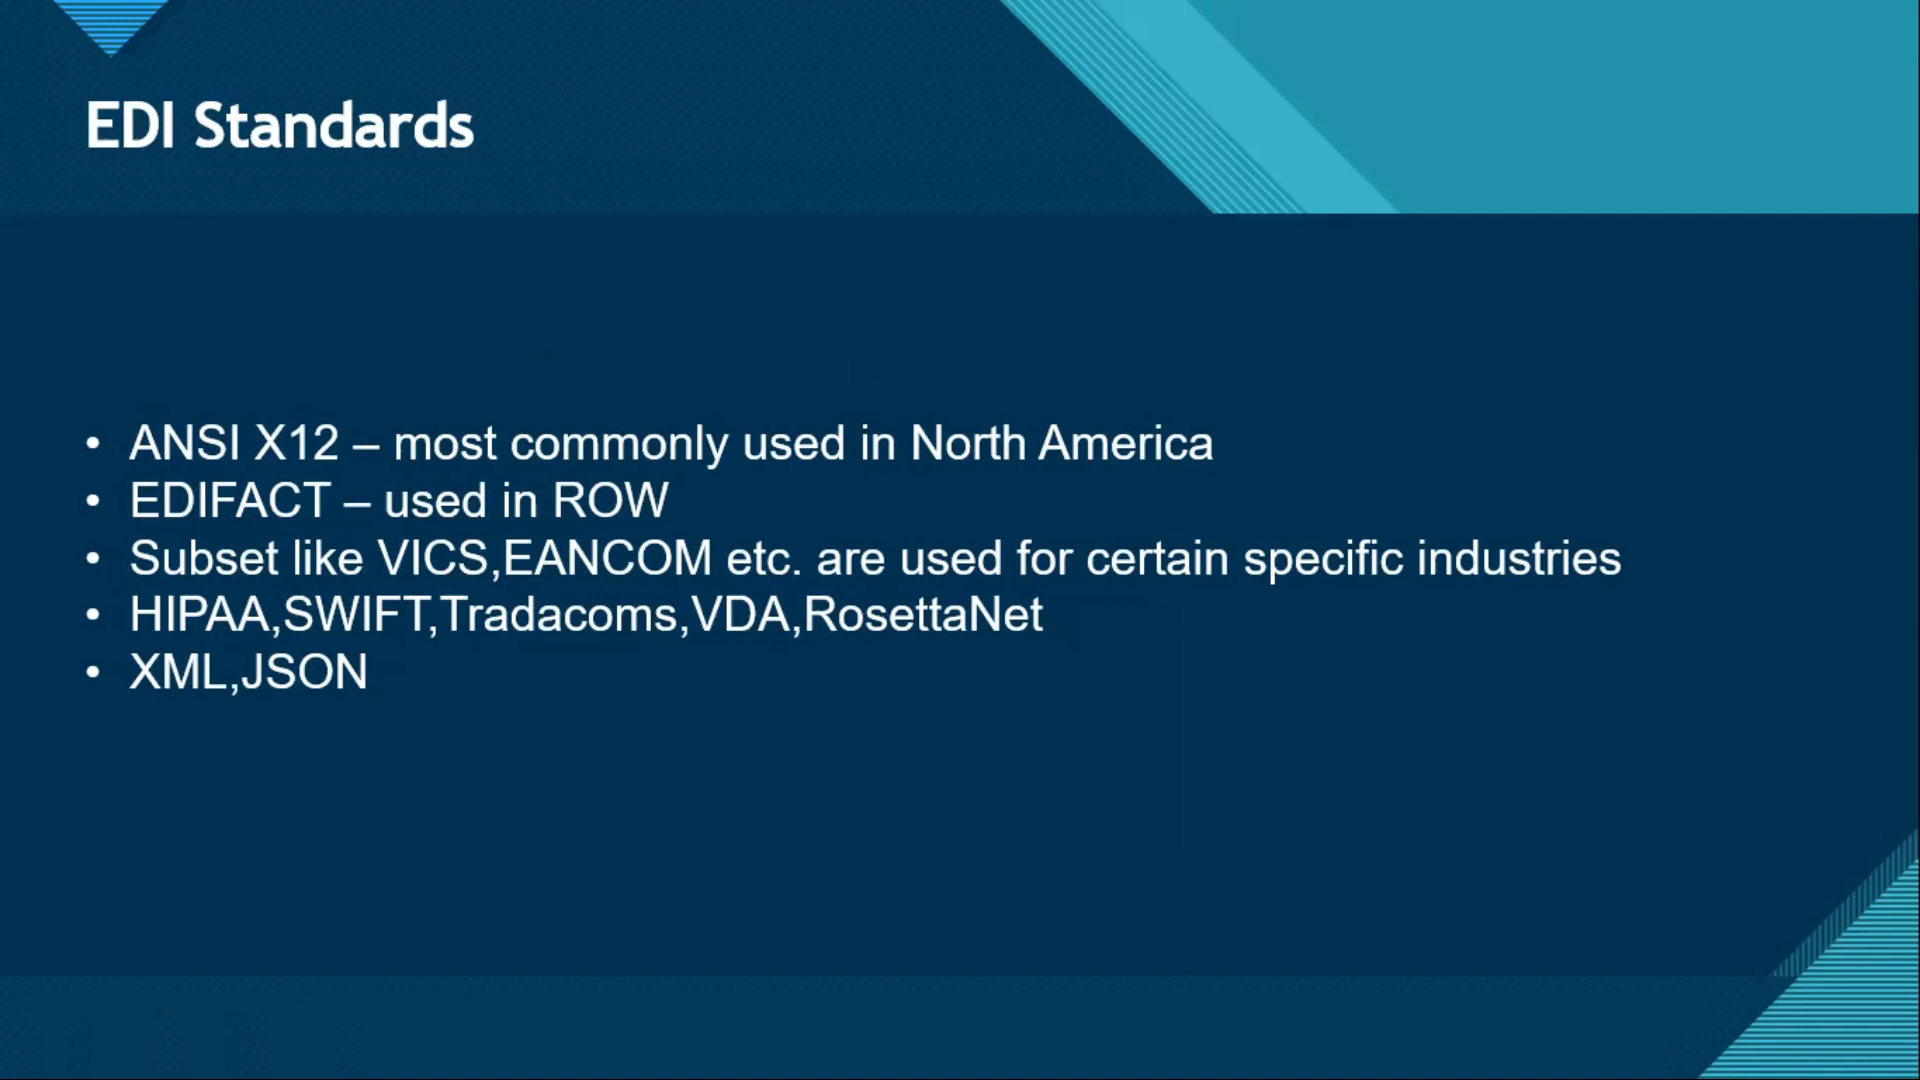 EDI Standards
• ANSI X12 – most commonly used in North America
• EDIFACT – used in ROW
• Subset like VICS,EANCOM etc. are used for certain specific industries
• HIPAA,SWIFT,Tradacoms,VDA,RosettaNet
• XML,JSON